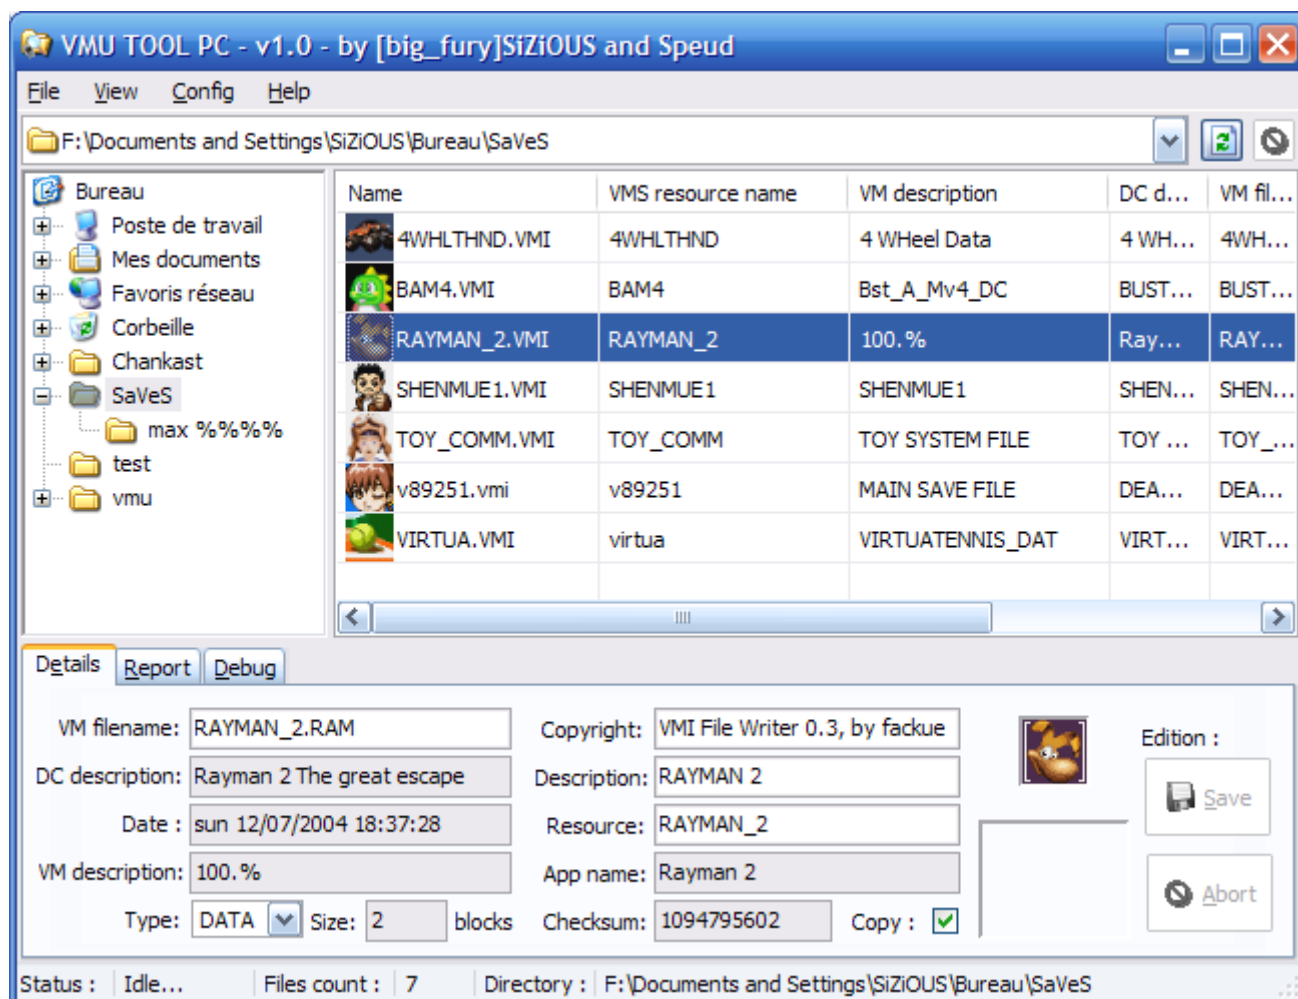 VMU TOOL PC - v1.0 - by [big_fury]SiZiOUS and Speud
File View Config Help
F:\Documents and Settings\SiZiOUS\Bureau\SaVeS
Bureau
Poste de travail
Mes documents
Favoris réseau
Corbeille
Chankast
SaVeS
max %%%%
test
vmu
Name VMS resource name VM description DC d... VM fil...
4WHLTHND.VMI 4WHLTHND 4 WHeel Data 4 WH... 4WH...
BAM4.VMI BAM4 Bst_A_Mv4_DC BUST... BUST...
RAYMAN_2.VMI RAYMAN_2 100.% Ray... RAY...
SHENMUE1.VMI SHENMUE1 SHENMUE1 SHEN... SHEN...
TOY_COMM.VMI TOY_COMM TOY SYSTEM FILE TOY ... TOY_...
v89251.vmi v89251 MAIN SAVE FILE DEA... DEA...
VIRTUA.VMI virtua VIRTUATENNIS_DAT VIRT... VIRT...
Details Report Debug
VM filename: RAYMAN_2.RAM Copyright: VMI File Writer 0.3, by fackue Edition :
DC description: Rayman 2 The great escape Description: RAYMAN 2 Save
Date : sun 12/07/2004 18:37:28 Resource: RAYMAN_2
VM description: 100.% App name: Rayman 2 Abort
Type: DATA Size: 2 blocks Checksum: 1094795602 Copy :
Status : Idle... Files count : 7 Directory : F:\Documents and Settings\SiZiOUS\Bureau\SaVeS